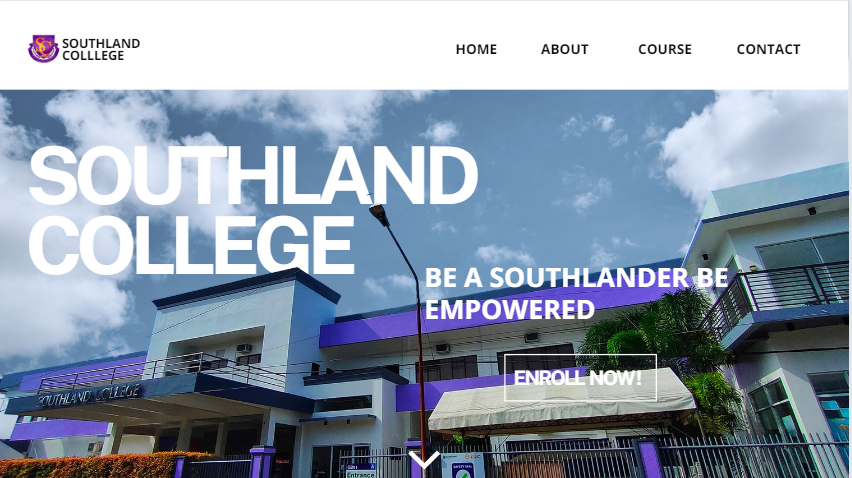 SOUTHLAND
COLLLEGE
HOME ABOUT COURSE CONTACT
SOUTHLAND
COLLEGE
BE A SOUTHLANDER BE
EMPOWERED
ENROLL NOW!
SOUTHLAND COLLEGE
Entrance